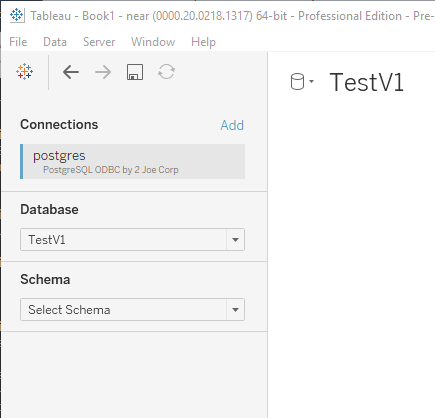 Tableau - Book1 - near (0000.20.0218.1317) 64-bit - Professional Edition - Pre-
File Data Server Window Help
TestV1
Connections Add
postgres
PostgreSQL ODBC by 2 Joe Corp
Database
TestV1
Schema
Select Schema